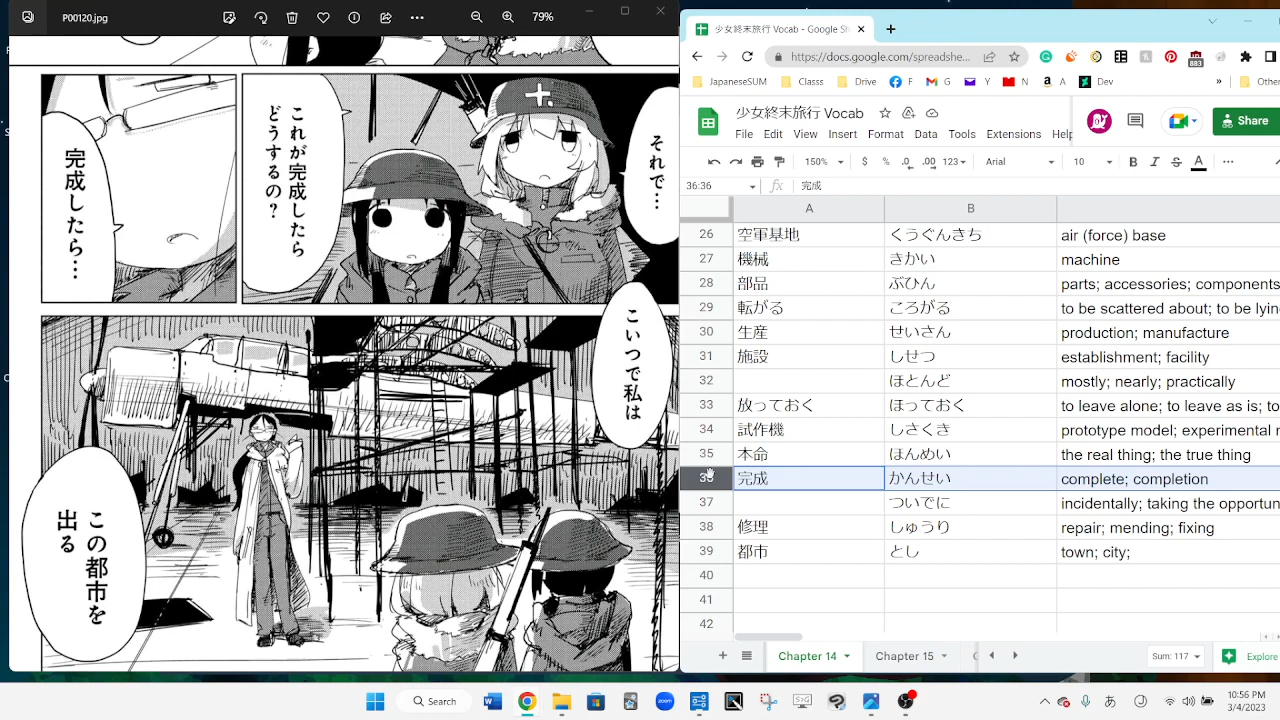 P00120.jpg
79%
それで…
これが完成したら
どうするの？
完成したら…
こいつで私は
この都市を
出る
少女終末旅行 Vocab - Google Sh
https://docs.google.com/spreadshe...
883
JapaneseSUM
Class
Drive
F
G
Y
N
A
Dev
»
Other
少女終末旅行 Vocab
File Edit View Insert Format Data Tools Extensions Help
Share
150%
$ % .0 .00 123
Arial
10
B I S A
36:36
fx 完成
A B
26 空軍基地 くうぐんきち air (force) base
27 機械 きかい machine
28 部品 ぶひん parts; accessories; components
29 転がる ころがる to be scattered about; to be lyin
30 生産 せいさん production; manufacture
31 施設 しせつ establishment; facility
32 ほとんど mostly; nearly; practically
33 放っておく ほっておく to leave alone; to leave as is; to
34 試作機 しさくき prototype model; experimental m
35 本命 ほんめい the real thing; the true thing
36 完成 かんせい complete; completion
37 ついでに incidentally; taking the opportun
38 修理 しゅうり repair; mending; fixing
39 都市 とし town; city;
40
41
42
Chapter 14
Chapter 15
Sum: 117
Explore
Search
zoom
あ
10:56 PM
3/4/2023